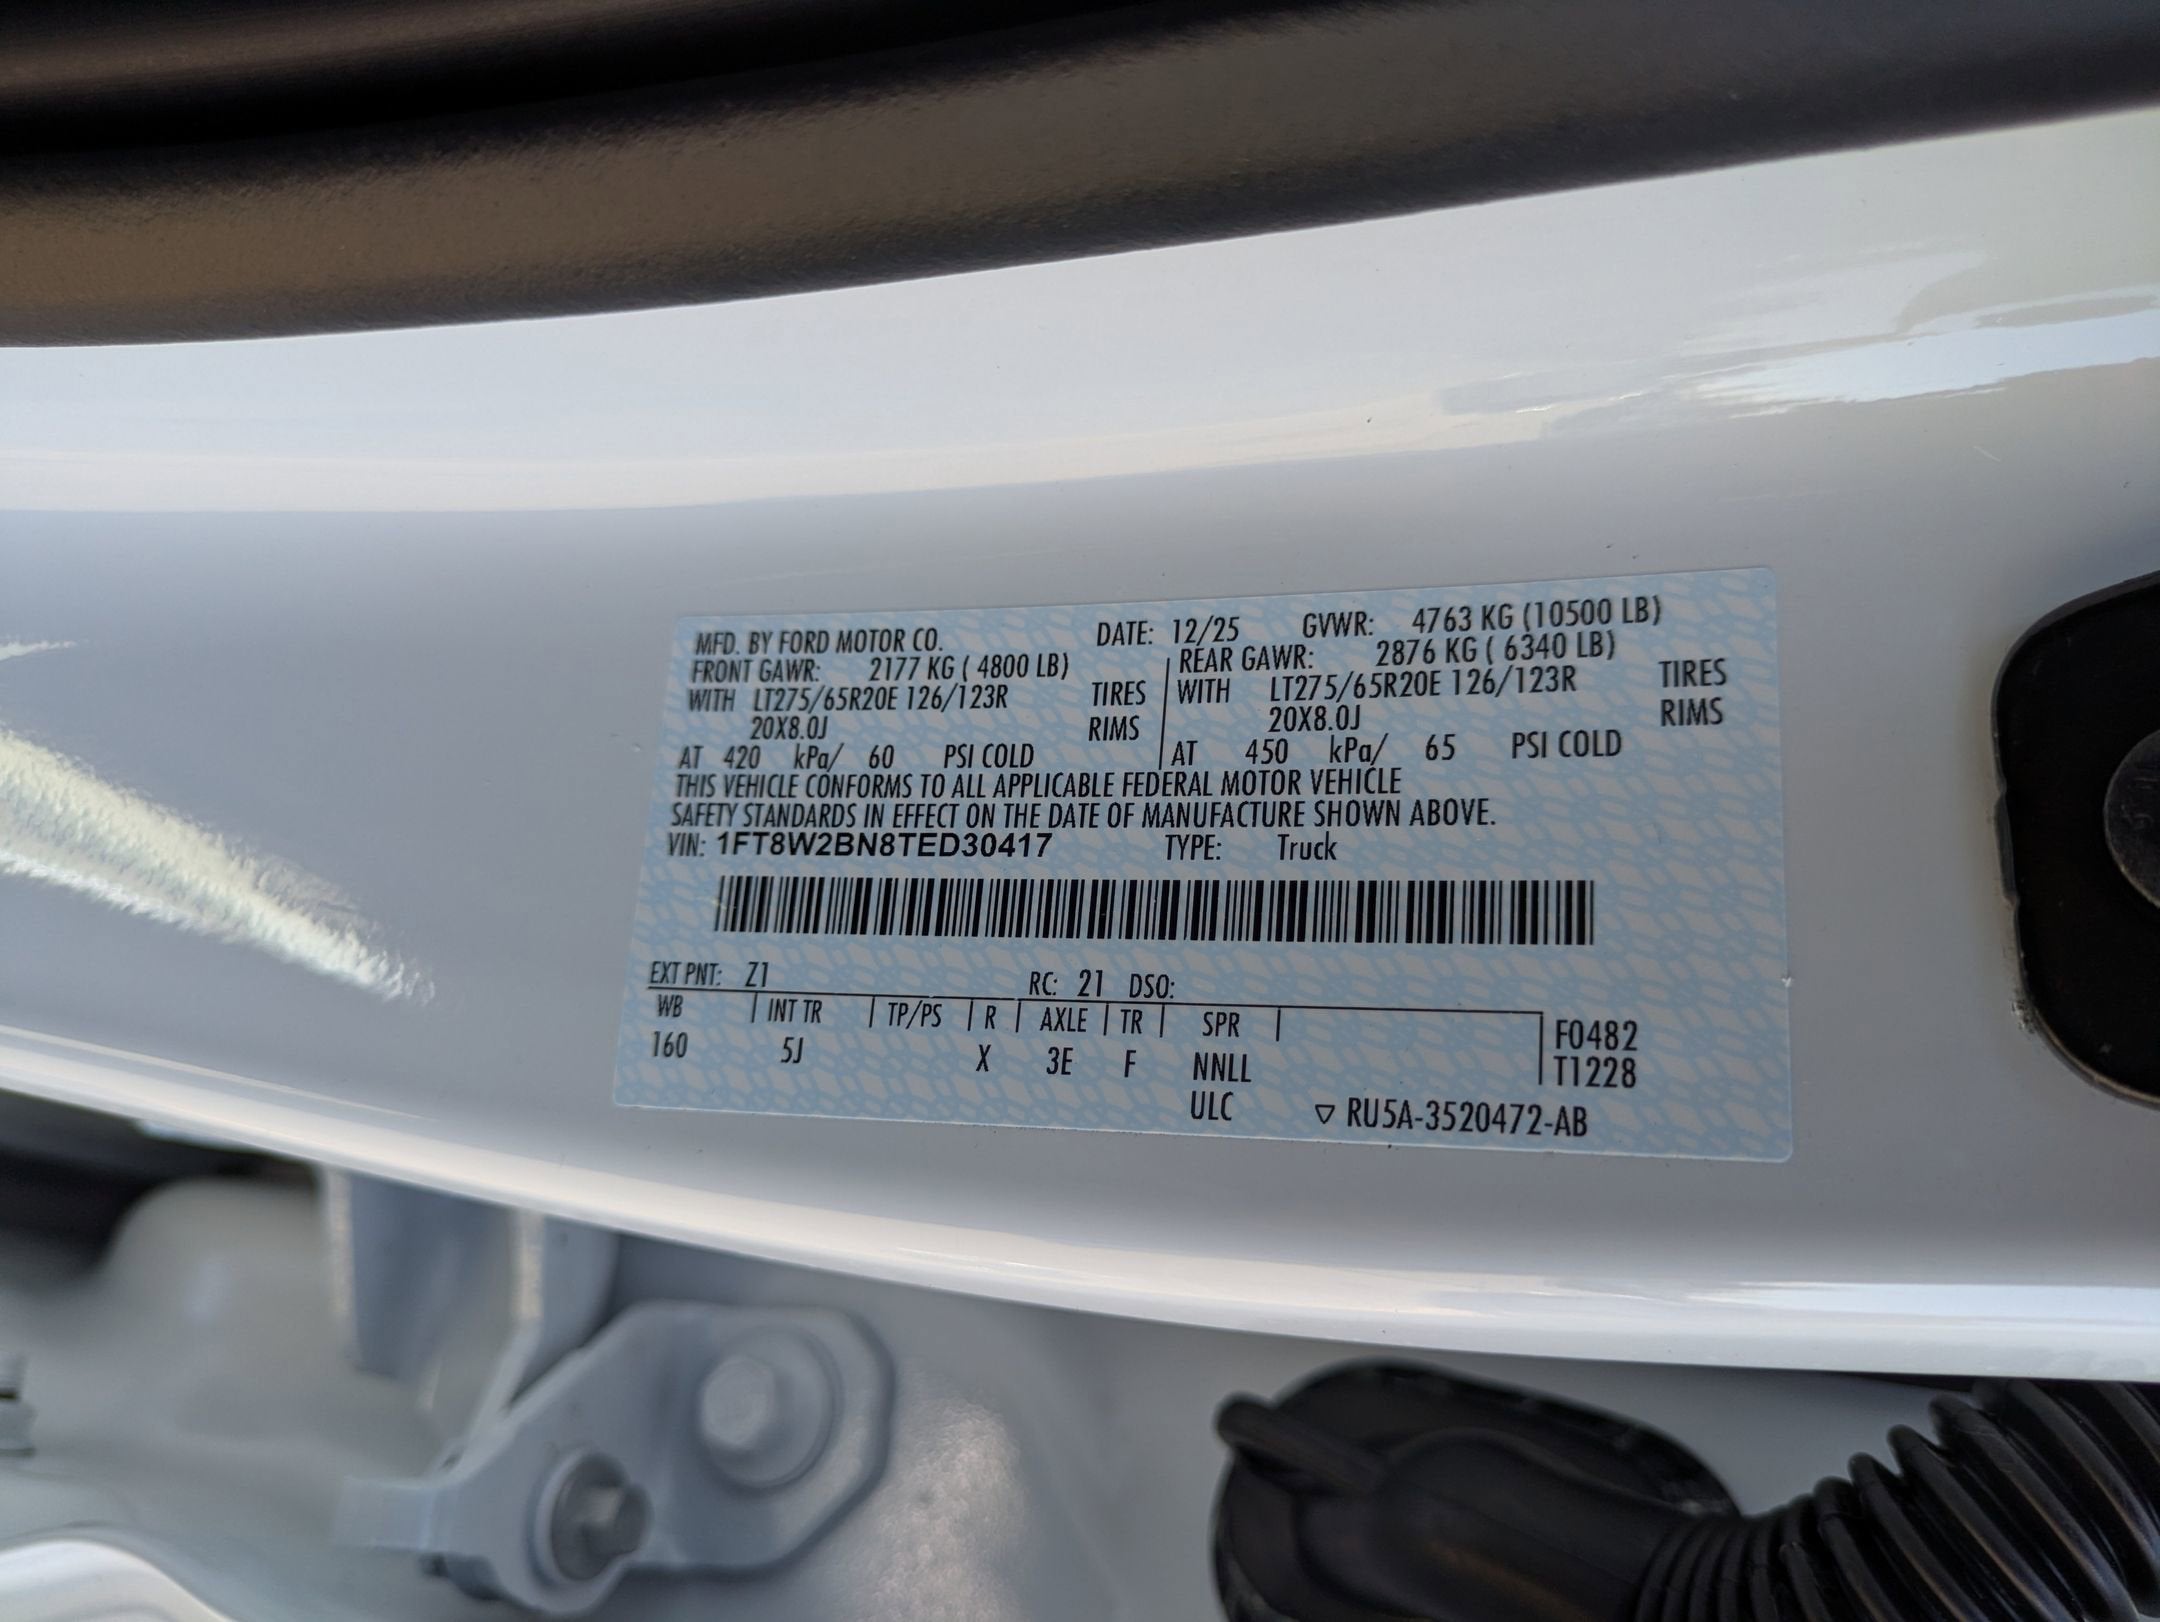 MFD. BY FORD MOTOR CO. DATE: 12/25 GVWR: 4763 KG (10500 LB)
FRONT GAWR: 2177 KG ( 4800 LB) REAR GAWR: 2876 KG ( 6340 LB)
WITH LT275/65R20E 126/123R TIRES WITH LT275/65R20E 126/123R TIRES
20X8.0J RIMS 20X8.0J RIMS
AT 420 kPa/ 60 PSI COLD AT 450 kPa/ 65 PSI COLD
THIS VEHICLE CONFORMS TO ALL APPLICABLE FEDERAL MOTOR VEHICLE
SAFETY STANDARDS IN EFFECT ON THE DATE OF MANUFACTURE SHOWN ABOVE.
VIN: 1FT8W2BN8TED30417 TYPE: Truck
EXT PNT: Z1 RC: 21 DSO:
WB INT TR TP/PS R AXLE TR SPR F0482
160 5J X 3E F NNLL T1228
ULC ▽ RU5A-3520472-AB